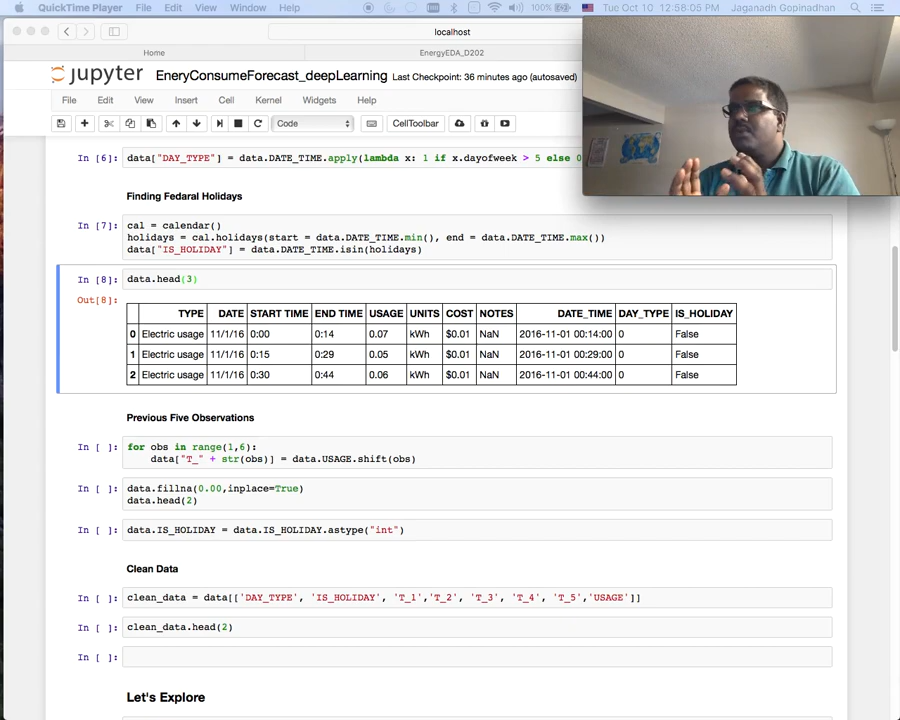 QuickTime Player File Edit View Window Help 100% Tue Oct 10 12:58:05 PM Jaganadh Gopinadhan
localhost
Home EnergyEDA_D202
jupyter EneryConsumeForecast_deepLearning Last Checkpoint: 36 minutes ago (autosaved)
File Edit View Insert Cell Kernel Widgets Help
Code CellToolbar
In [6]: data["DAY_TYPE"] = data.DATE_TIME.apply(lambda x: 1 if x.dayofweek > 5 else 0
Finding Fedaral Holidays
In [7]: cal = calendar()
holidays = cal.holidays(start = data.DATE_TIME.min(), end = data.DATE_TIME.max())
data["IS_HOLIDAY"] = data.DATE_TIME.isin(holidays)
In [8]: data.head(3)
Out[8]:
TYPE DATE START TIME END TIME USAGE UNITS COST NOTES DATE_TIME DAY_TYPE IS_HOLIDAY
0 Electric usage 11/1/16 0:00 0:14 0.07 kWh $0.01 NaN 2016-11-01 00:14:00 0 False
1 Electric usage 11/1/16 0:15 0:29 0.05 kWh $0.01 NaN 2016-11-01 00:29:00 0 False
2 Electric usage 11/1/16 0:30 0:44 0.06 kWh $0.01 NaN 2016-11-01 00:44:00 0 False
Previous Five Observations
In [ ]: for obs in range(1,6):
data["T_" + str(obs)] = data.USAGE.shift(obs)
In [ ]: data.fillna(0.00,inplace=True)
data.head(2)
In [ ]: data.IS_HOLIDAY = data.IS_HOLIDAY.astype("int")
Clean Data
In [ ]: clean_data = data[['DAY_TYPE', 'IS_HOLIDAY', 'T_1','T_2', 'T_3', 'T_4', 'T_5','USAGE']]
In [ ]: clean_data.head(2)
In [ ]:
Let's Explore